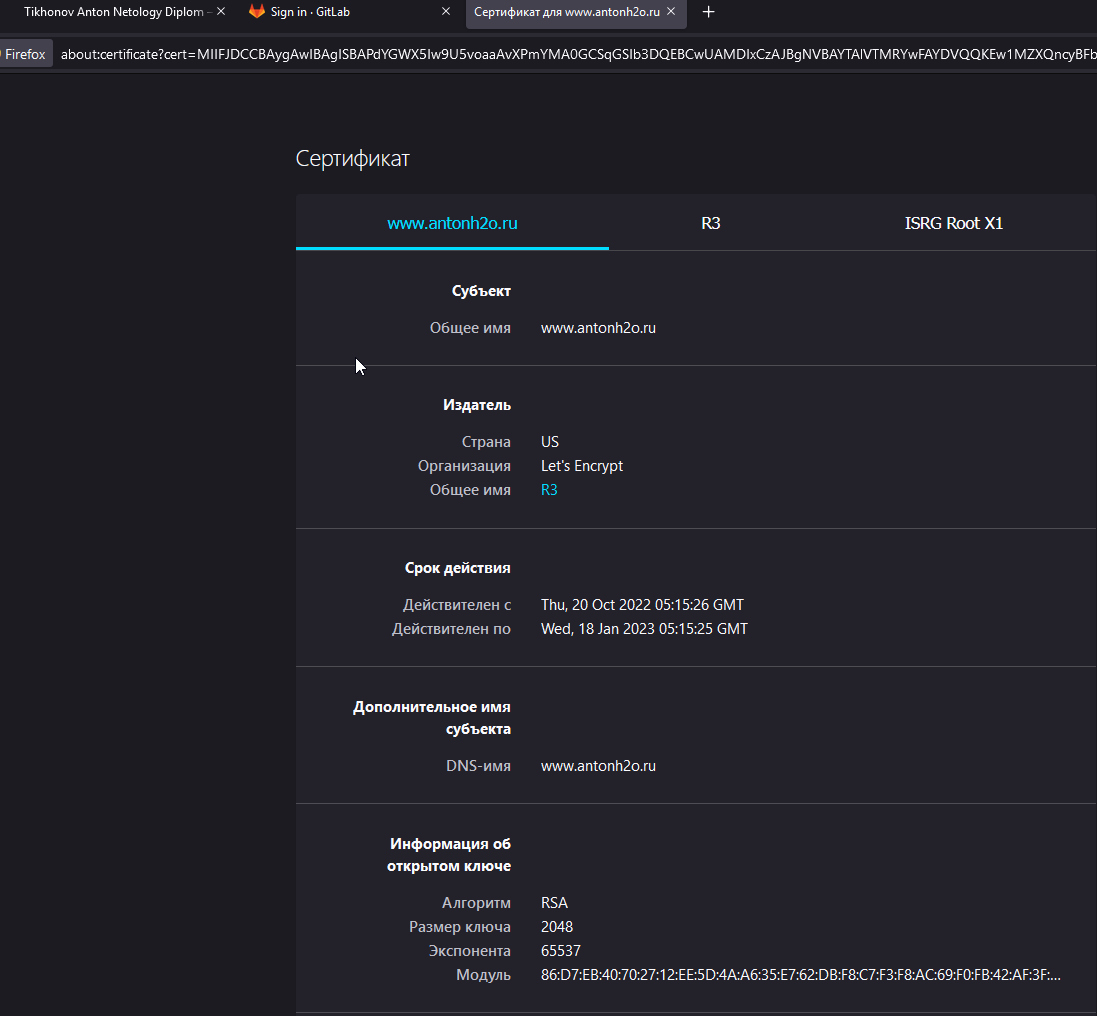 Tikhonov Anton Netology Diplom –
Sign in · GitLab
Сертификат для www.antonh2o.ru
Firefox
about:certificate?cert=MIIFJDCCBAygAwIBAgISBAPdYGWX5Iw9U5voaaAvXPmYMA0GCSqGSIb3DQEBCwUAMDIxCzAJBgNVBAYTAlVTMRYwFAYDVQQKEw1MZXQncyBFb
Сертификат
www.antonh2o.ru R3 ISRG Root X1
Субъект
Общее имя www.antonh2o.ru
Издатель
Страна US
Организация Let's Encrypt
Общее имя R3
Срок действия
Действителен с Thu, 20 Oct 2022 05:15:26 GMT
Действителен по Wed, 18 Jan 2023 05:15:25 GMT
Дополнительное имя
субъекта
DNS-имя www.antonh2o.ru
Информация об
открытом ключе
Алгоритм RSA
Размер ключа 2048
Экспонента 65537
Модуль 86:D7:EB:40:70:27:12:EE:5D:4A:A6:35:E7:62:DB:F8:C7:F3:F8:AC:69:F0:FB:42:AF:3F:...